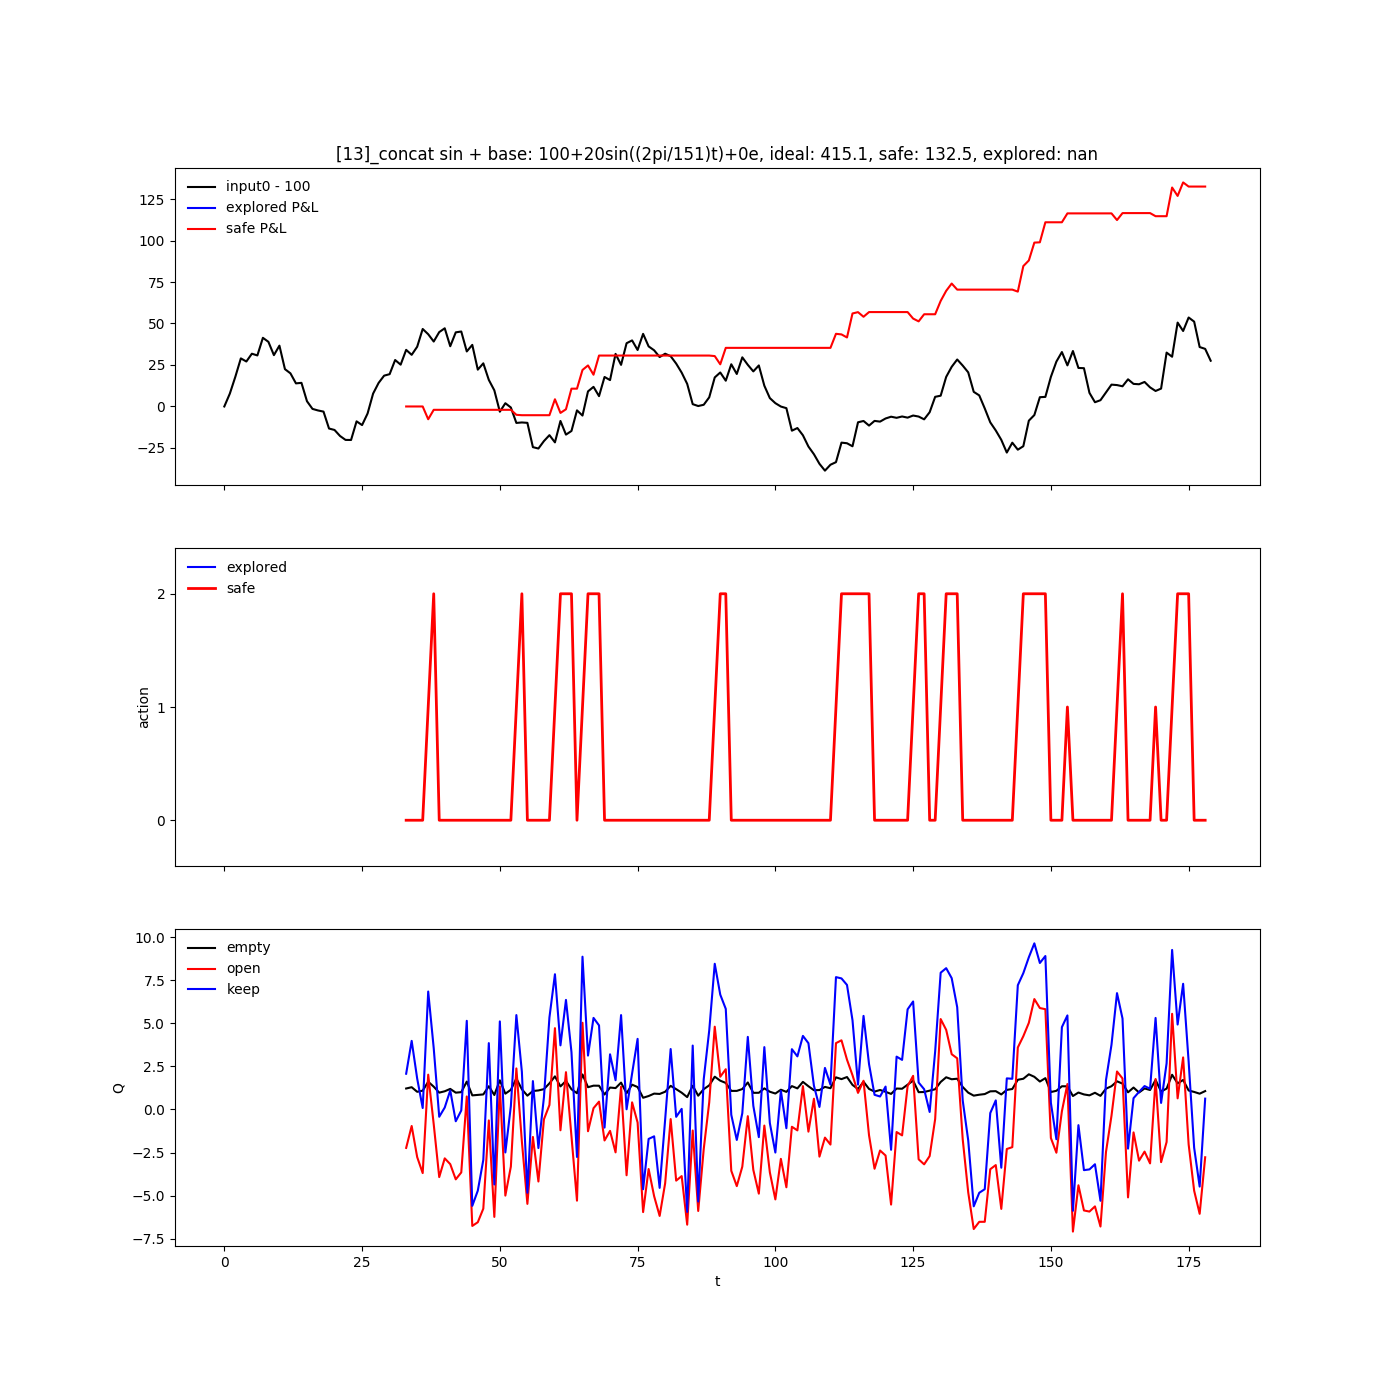 [13]_concat sin + base: 100+20sin((2pi/151)t)+0e, ideal: 415.1, safe: 132.5, explored: nan
input0 - 100
explored P&L
safe P&L
125
100
75
50
25
0
−25
explored
safe
2
1
0
action
empty
open
keep
10.0
7.5
5.0
2.5
0.0
−2.5
−5.0
−7.5
Q
0 25 50 75 100 125 150 175
t